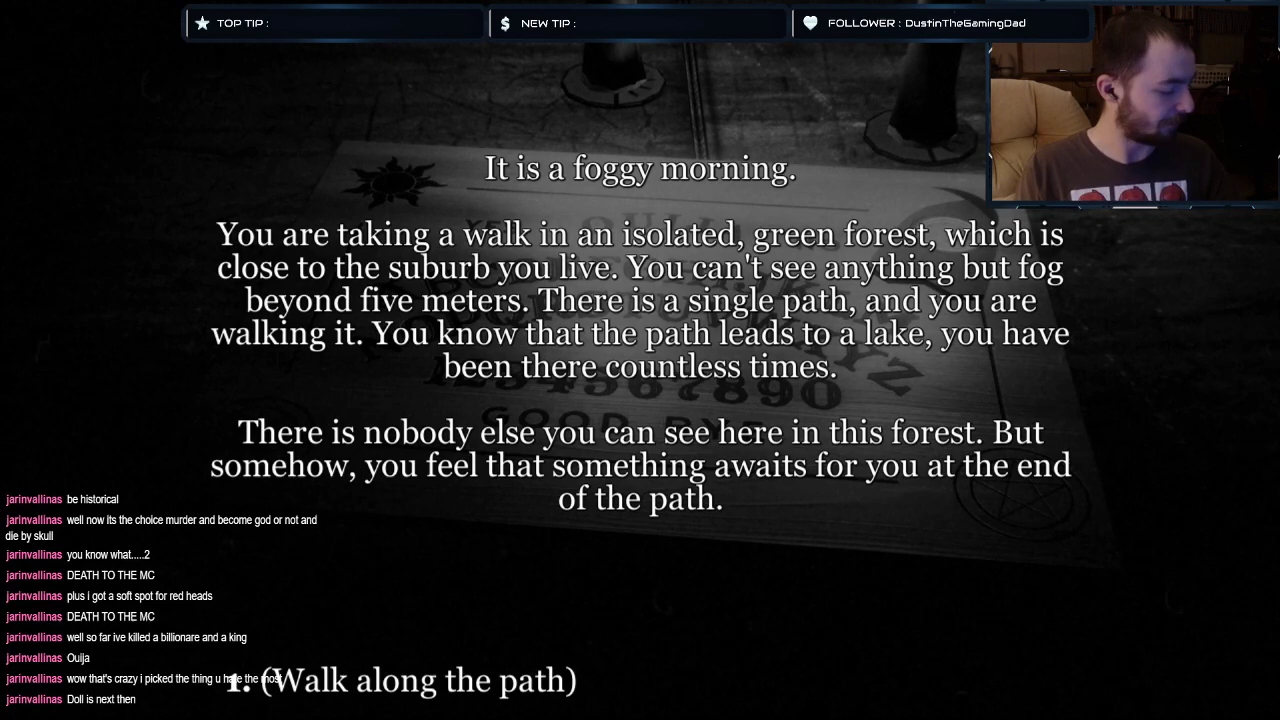 TOP TIP :
NEW TIP :
FOLLOWER : DustinTheGamingDad
It is a foggy morning.
You are taking a walk in an isolated, green forest, which is
close to the suburb you live. You can't see anything but fog
beyond five meters. There is a single path, and you are
walking it. You know that the path leads to a lake, you have
been there countless times.
There is nobody else you can see here in this forest. But
somehow, you feel that something awaits for you at the end
of the path.
1. (Walk along the path)
jarinvallinas be historical
jarinvallinas well now its the choice murder and become god or not and
die by skull
jarinvallinas you know what.....2
jarinvallinas DEATH TO THE MC
jarinvallinas plus i got a soft spot for red heads
jarinvallinas DEATH TO THE MC
jarinvallinas well so far ive killed a billionare and a king
jarinvallinas Ouija
jarinvallinas wow that's crazy i picked the thing u hate the most
jarinvallinas Doll is next then
1234567890
GOOD BYE